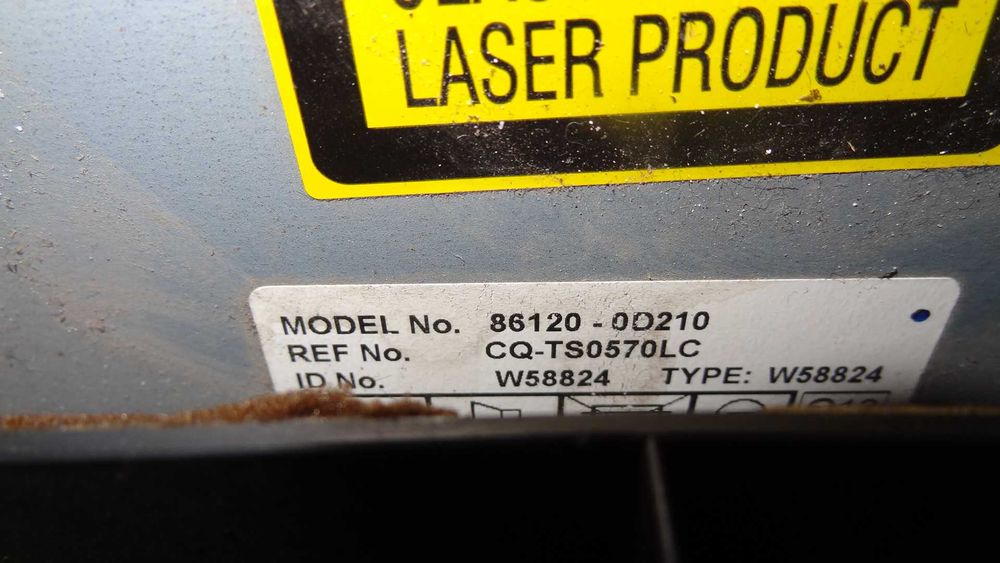 LASER PRODUCT
MODEL No. 86120 - 0D210
REF No. CQ-TS0570LC
ID No. W58824 TYPE: W58824